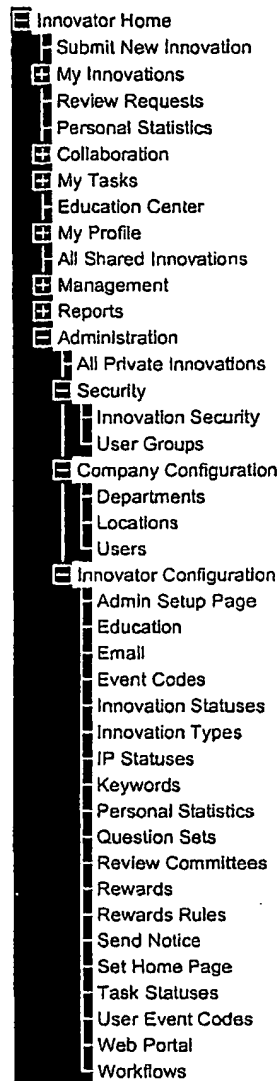 Innovator Home
Submit New Innovation
My Innovations
Review Requests
Personal Statistics
Collaboration
My Tasks
Education Center
My Profile
All Shared Innovations
Management
Reports
Administration
All Private Innovations
Security
Innovation Security
User Groups
Company Configuration
Departments
Locations
Users
Innovator Configuration
Admin Setup Page
Education
Email
Event Codes
Innovation Statuses
Innovation Types
IP Statuses
Keywords
Personal Statistics
Question Sets
Review Committees
Rewards
Rewards Rules
Send Notice
Set Home Page
Task Statuses
User Event Codes
Web Portal
Workflows